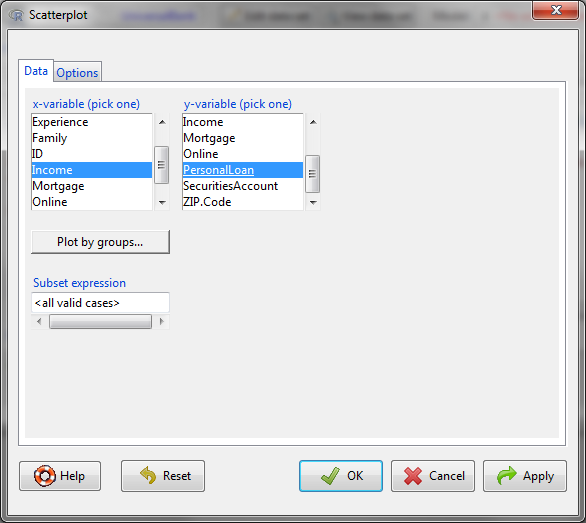 Scatterplot
Data
Options
x-variable (pick one)
y-variable (pick one)
Experience
Family
ID
Income
Mortgage
Online
Income
Mortgage
Online
PersonalLoan
SecuritiesAccount
ZIP.Code
Plot by groups...
Subset expression
<all valid cases>
Help
Reset
OK
Cancel
Apply